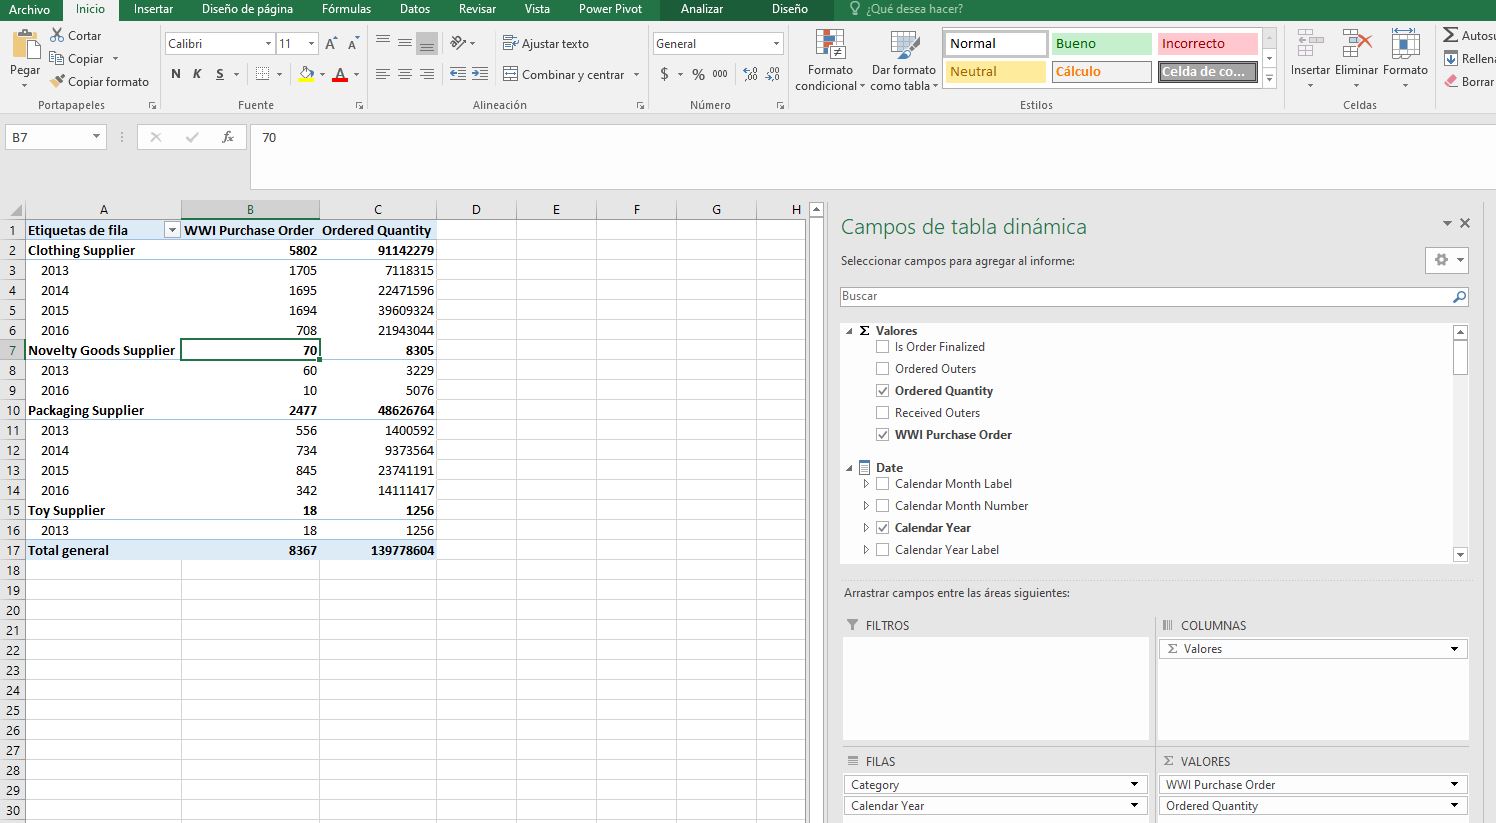 Archivo Inicio Insertar Diseño de página Fórmulas Datos Revisar Vista Power Pivot Analizar Diseño ¿Qué desea hacer?
Pegar
Cortar
Copiar
Copiar formato
Portapapeles
Calibri 11
N K S
Fuente
Ajustar texto
Combinar y centrar
Alineación
General
$ % 000
Número
Formato condicional
Dar formato como tabla
Normal Bueno Incorrecto
Neutral Cálculo Celda de co...
Estilos
Insertar Eliminar Formato
Celdas
Autosu
Rellena
Borrar
B7 fx 70
A B C D E F G H
1 Etiquetas de fila WWI Purchase Order Ordered Quantity
2 Clothing Supplier 5802 91142279
3 2013 1705 7118315
4 2014 1695 22471596
5 2015 1694 39609324
6 2016 708 21943044
7 Novelty Goods Supplier 70 8305
8 2013 60 3229
9 2016 10 5076
10 Packaging Supplier 2477 48626764
11 2013 556 1400592
12 2014 734 9373564
13 2015 845 23741191
14 2016 342 14111417
15 Toy Supplier 18 1256
16 2013 18 1256
17 Total general 8367 139778604
18
19
20
21
22
23
24
25
26
27
28
29
30
Campos de tabla dinámica
Seleccionar campos para agregar al informe:
Buscar
Σ Valores
Is Order Finalized
Ordered Outers
Ordered Quantity
Received Outers
WWI Purchase Order
Date
Calendar Month Label
Calendar Month Number
Calendar Year
Calendar Year Label
Arrastrar campos entre las áreas siguientes:
FILTROS
COLUMNAS
Σ Valores
FILAS
Category
Calendar Year
Σ VALORES
WWI Purchase Order
Ordered Quantity